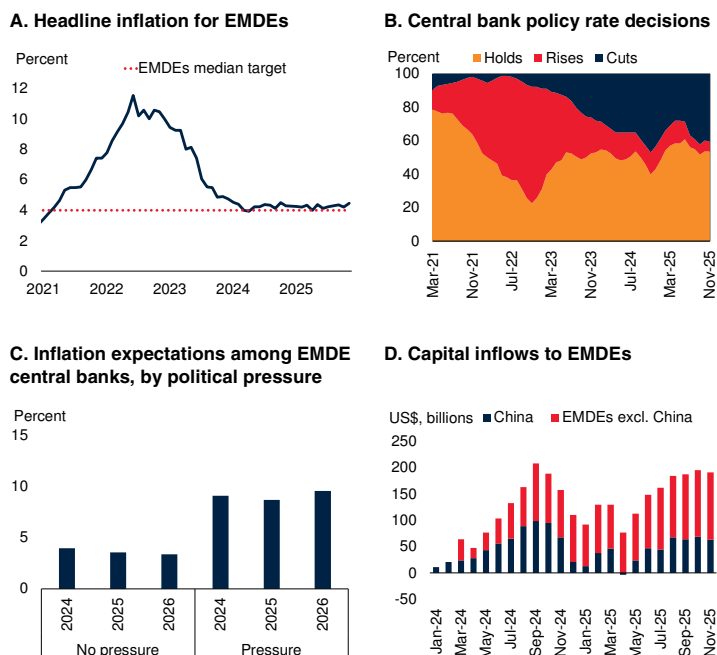 A. Headline inflation for EMDEs
Percent
EMDEs median target
12
10
8
6
4
2
0
2021 2022 2023 2024 2025
B. Central bank policy rate decisions
Percent
Holds Rises Cuts
100
80
60
40
20
0
Mar-21 Nov-21 Jul-22 Mar-23 Nov-23 Jul-24 Mar-25 Nov-25
C. Inflation expectations among EMDE
central banks, by political pressure
Percent
15
10
5
0
2024 2025 2026 2024 2025 2026
No pressure Pressure
D. Capital inflows to EMDEs
US$, billions China EMDEs excl. China
250
200
150
100
50
0
-50
Jan-24 Mar-24 May-24 Jul-24 Sep-24 Nov-24 Jan-25 Mar-25 May-25 Jul-25 Sep-25 Nov-25